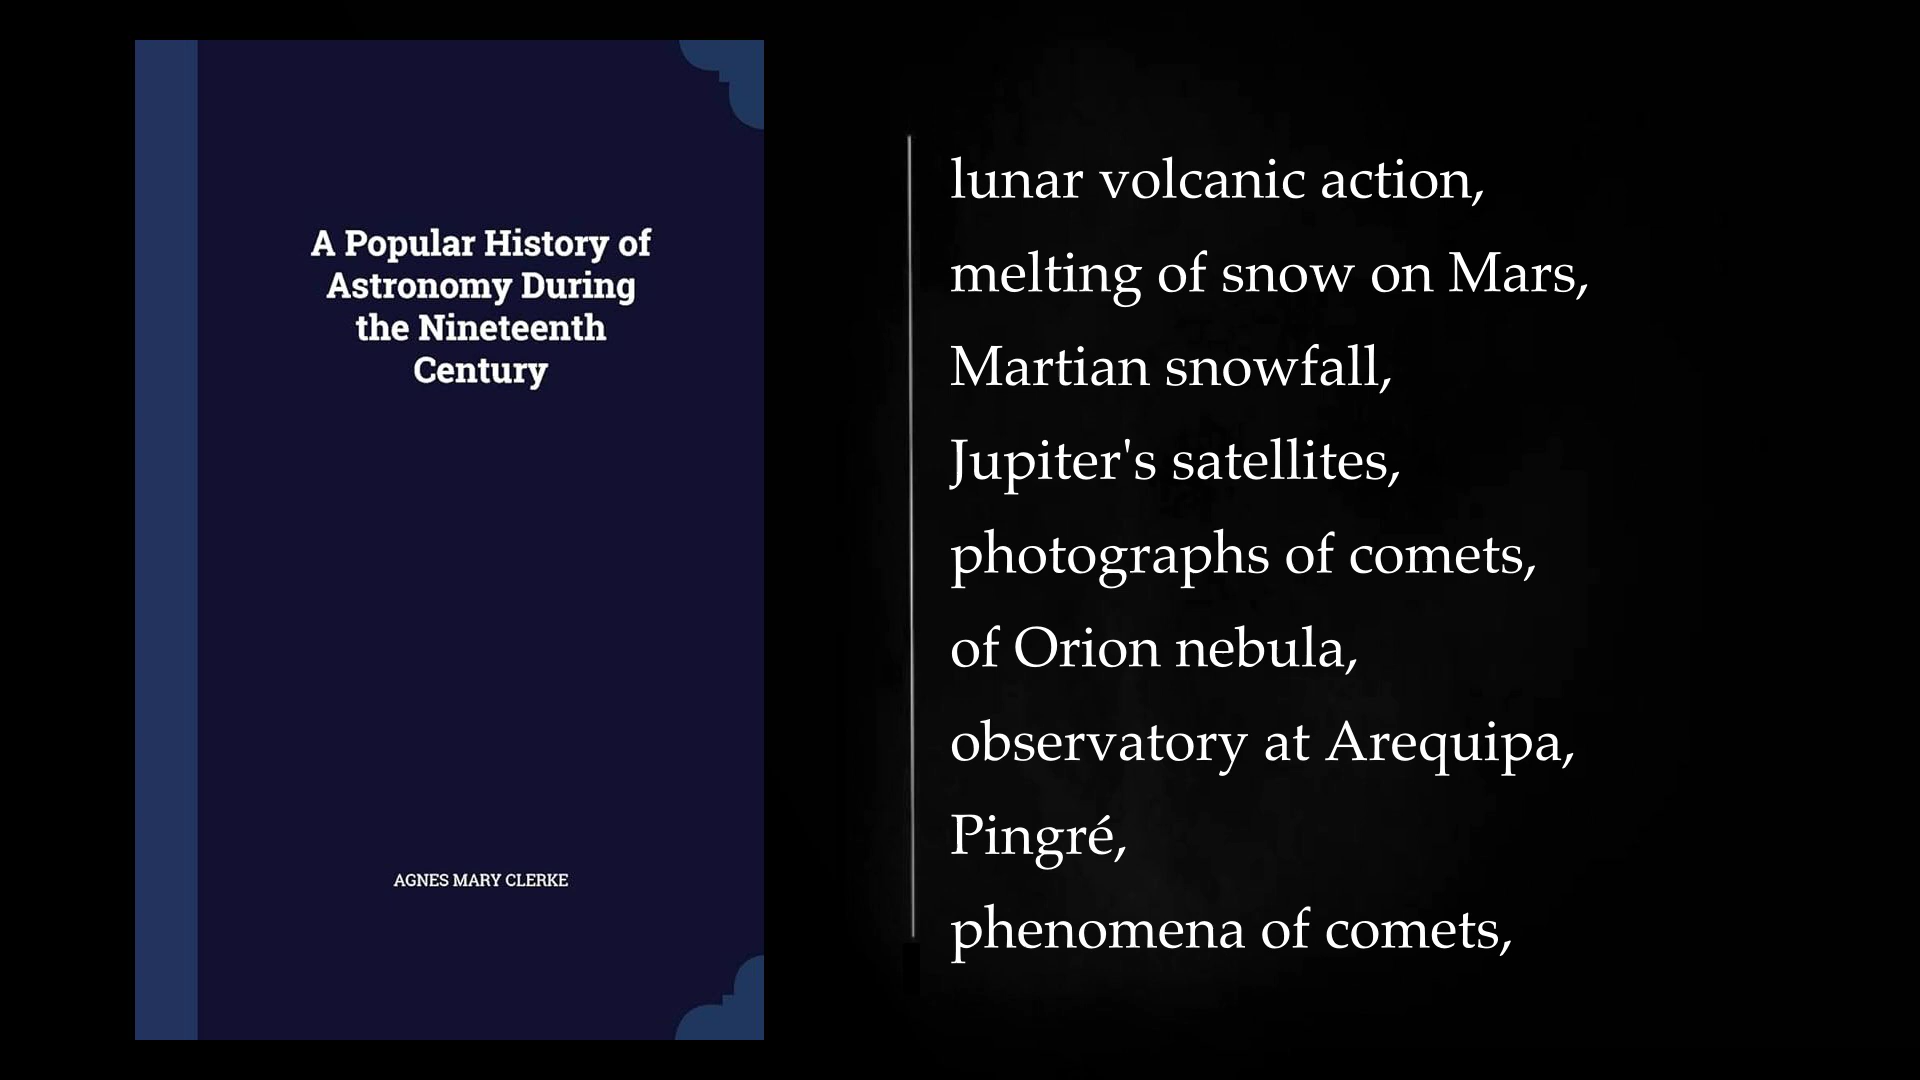 A Popular History of
Astronomy During
the Nineteenth
Century
AGNES MARY CLERKE
lunar volcanic action,
melting of snow on Mars,
Martian snowfall,
Jupiter's satellites,
photographs of comets,
of Orion nebula,
observatory at Arequipa,
Pingré,
phenomena of comets,